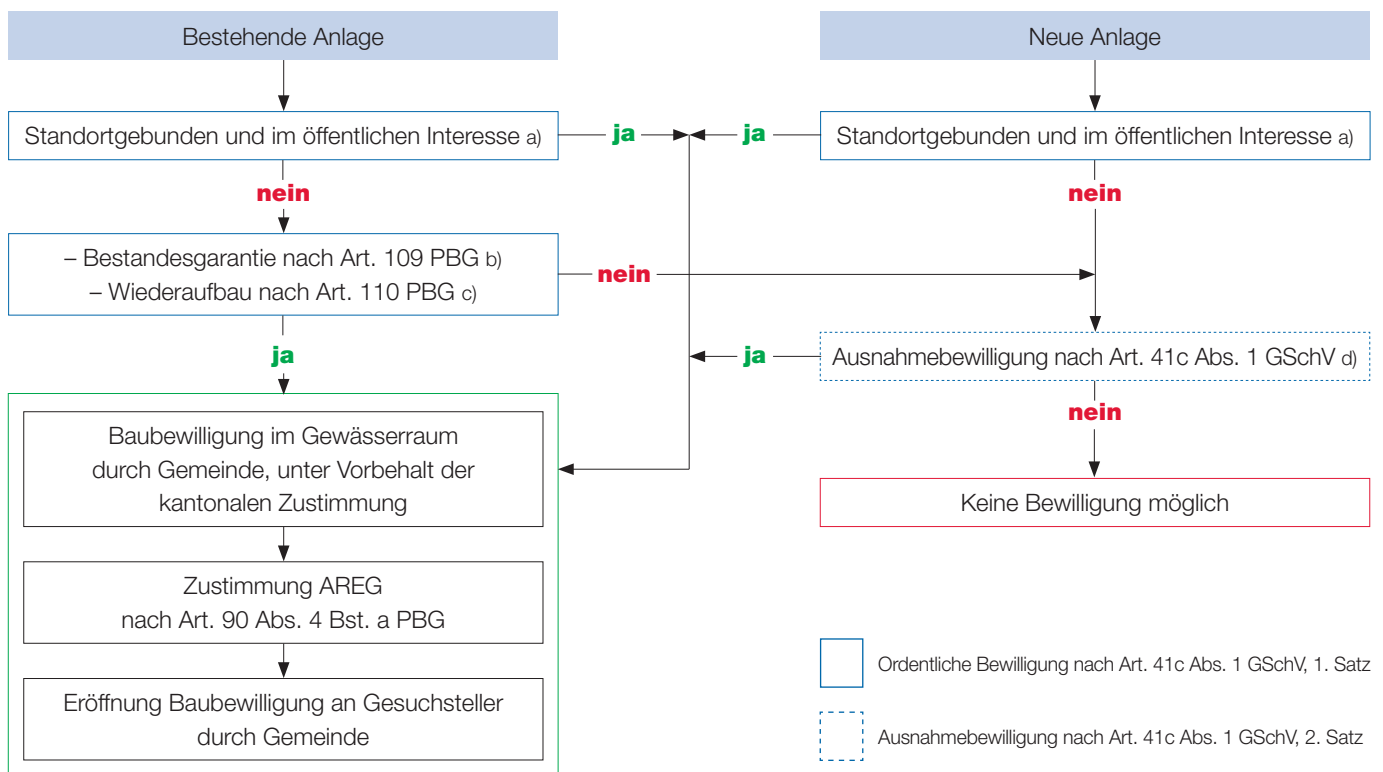 Bestehende Anlage
Neue Anlage
Standortgebunden und im öffentlichen Interesse a)
ja
ja
Standortgebunden und im öffentlichen Interesse a)
nein
nein
– Bestandesgarantie nach Art. 109 PBG b)
– Wiederaufbau nach Art. 110 PBG c)
nein
ja
ja
Ausnahmebewilligung nach Art. 41c Abs. 1 GSchV d)
nein
Baubewilligung im Gewässerraum
durch Gemeinde, unter Vorbehalt der
kantonalen Zustimmung
Keine Bewilligung möglich
Zustimmung AREG
nach Art. 90 Abs. 4 Bst. a PBG
Eröffnung Baubewilligung an Gesuchsteller
durch Gemeinde
Ordentliche Bewilligung nach Art. 41c Abs. 1 GSchV, 1. Satz
Ausnahmebewilligung nach Art. 41c Abs. 1 GSchV, 2. Satz